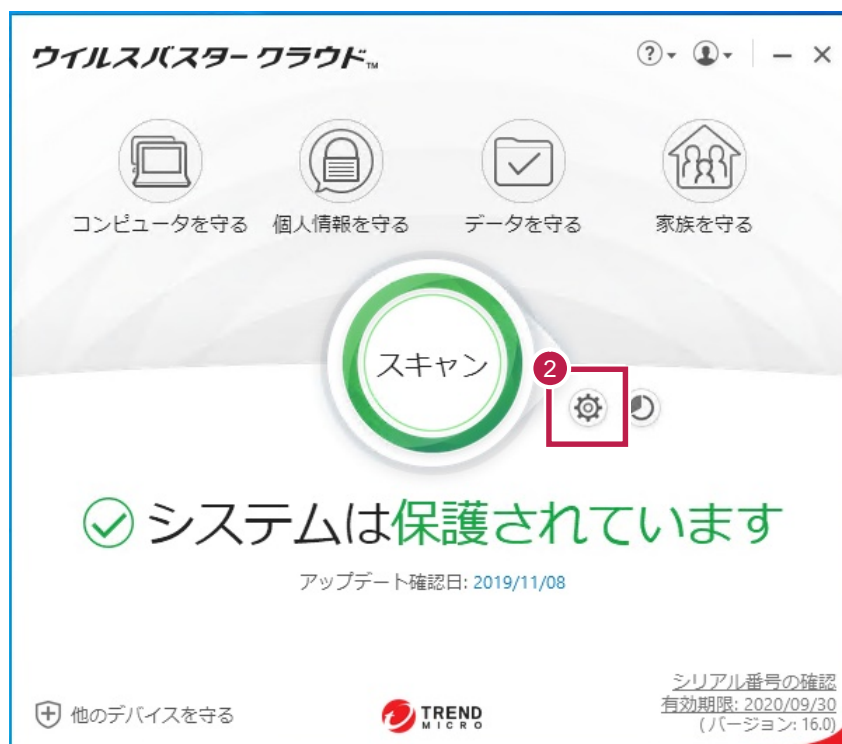 ウイルスバスター クラウド™
?
コンピュータを守る 個人情報を守る データを守る 家族を守る
スキャン
2
システムは保護されています
アップデート確認日: 2019/11/08
シリアル番号の確認
有効期限: 2020/09/30
(バージョン: 16.0)
他のデバイスを守る
TREND
MICRO